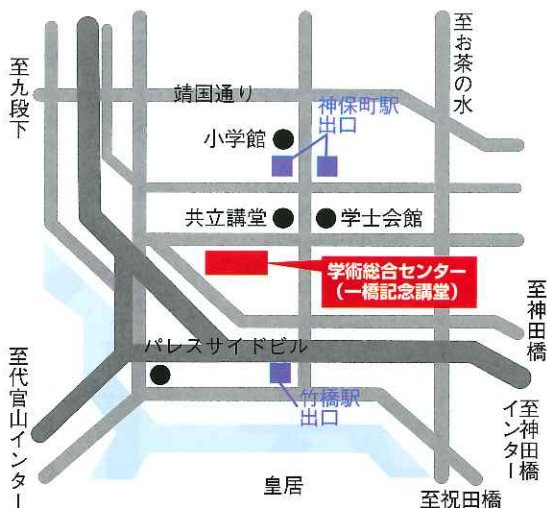 至九段下
至お茶の水
靖国通り
神保町駅
出口
小学館
共立講堂
学士会館
学術総合センター
(一橋記念講堂)
至神田橋
パレスサイドビル
竹橋駅
出口
至代官山インター
至神田橋
インター
皇居
至祝田橋